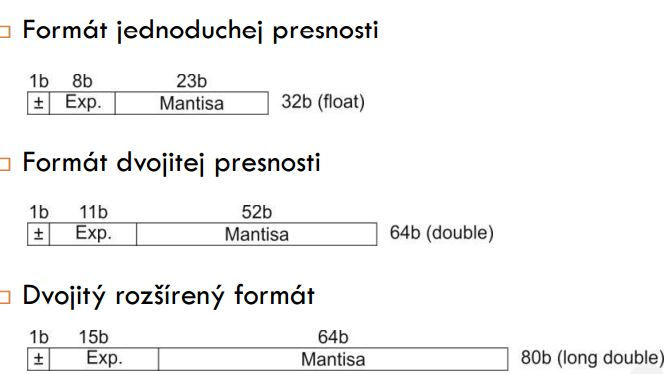 Formát jednoduchej presnosti
1b 8b 23b
± Exp. Mantisa 32b (float)
Formát dvojitej presnosti
1b 11b 52b
± Exp. Mantisa 64b (double)
Dvojitý rozšírený formát
1b 15b 64b
± Exp. Mantisa 80b (long double)